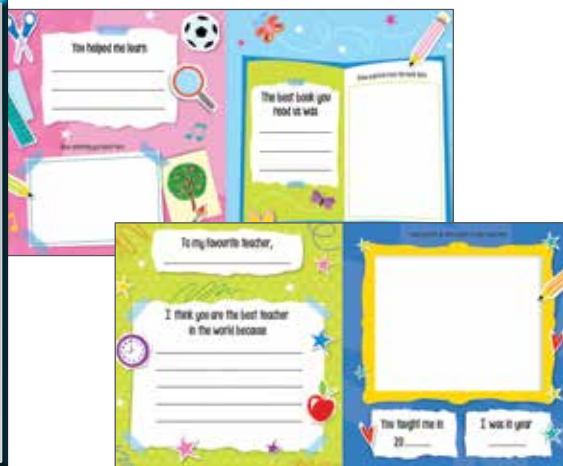 You helped me learn
The best book you
read us was
To my favourite teacher,
I think you are the best teacher
in the world because
You taught me in
20
I was in year